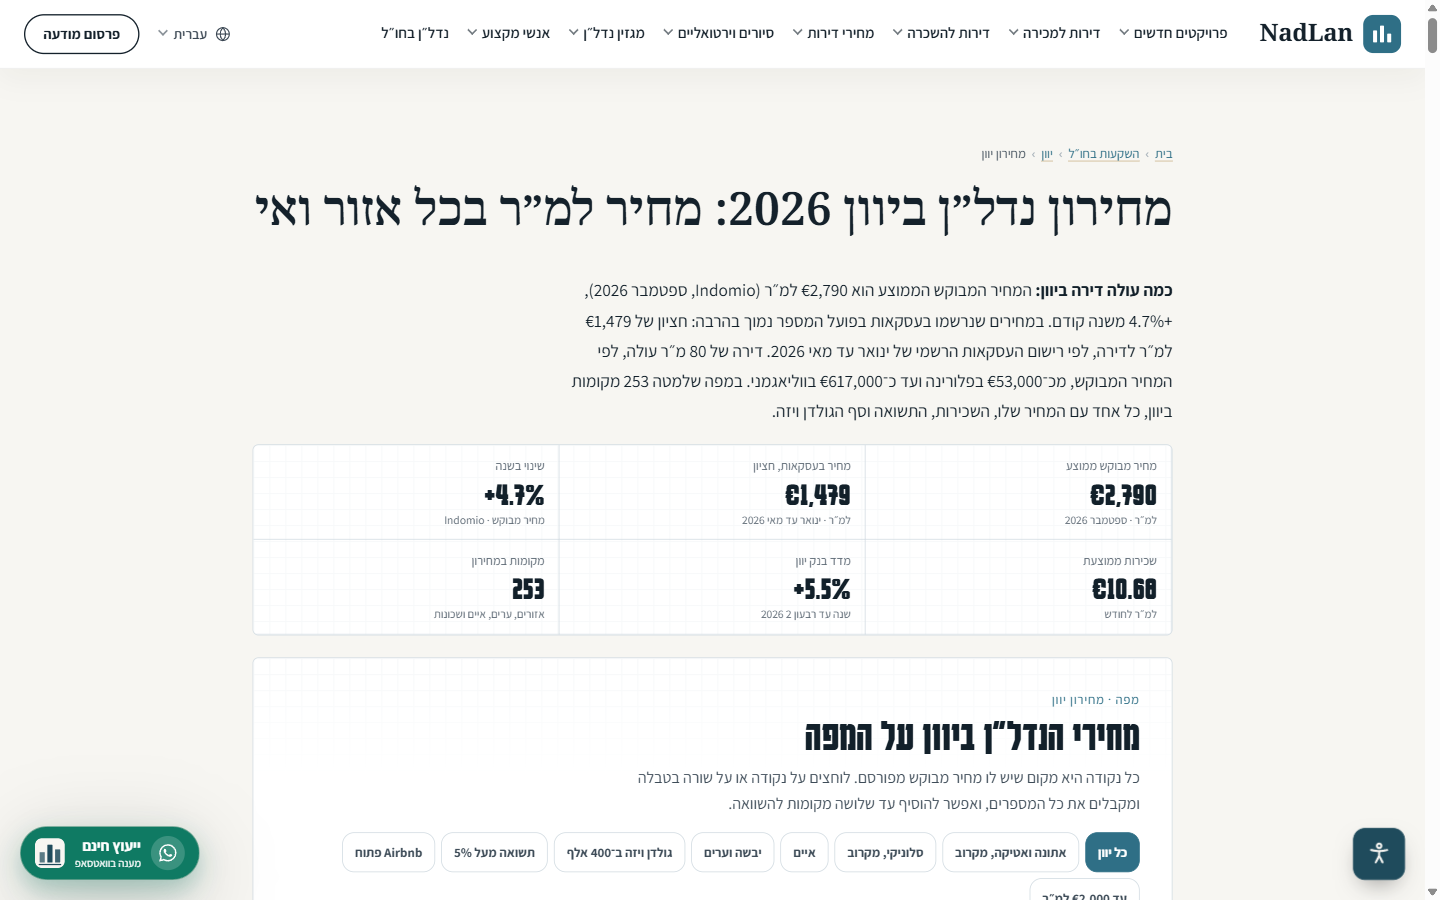 NadLan
פרויקטים חדשים
דירות למכירה
דירות להשכרה
מחירי דירות
סיורים וירטואליים
מגזין נדל״ן
אנשי מקצוע
נדל״ן בחו״ל
עברית
פרסום מודעה
בית › השקעות בחו״ל › יוון › מחירון יוון
מחירון נדל״ן ביוון 2026: מחיר למ״ר בכל אזור ואי
כמה עולה דירה ביוון: המחיר המבוקש הממוצע הוא €2,790 למ״ר (Indomio, ספטמבר 2026),
+4.7% משנה קודם. במחירים שנרשמו בעסקאות בפועל המספר נמוך בהרבה: חציון של €1,479
למ״ר לדירה, לפי רישום העסקאות הרשמי של ינואר עד מאי 2026. דירה של 80 מ״ר עולה, לפי
המחיר המבוקש, מכ־€53,000 בפלורינה ועד כ־€617,000 בווליאגמני. במפה שלמטה 253 מקומות
ביוון, כל אחד עם המחיר שלו, השכירות, התשואה וסף הגולדן ויזה.
מחיר מבוקש ממוצע
€2,790
למ״ר · ספטמבר 2026
מחיר בעסקאות, חציון
€1,479
למ״ר · ינואר עד מאי 2026
שינוי בשנה
+4.7%
מחיר מבוקש · Indomio
שכירות ממוצעת
€10.68
למ״ר לחודש
מדד בנק יוון
+5.5%
שנה עד רבעון 2 2026
מקומות במחירון
253
אזורים, ערים, איים ושכונות
מפה · מחירון יוון
מחירי הנדל״ן ביוון על המפה
כל נקודה היא מקום שיש לו מחיר מבוקש מפורסם. לוחצים על נקודה או על שורה בטבלה
ומקבלים את כל המספרים, ואפשר להוסיף עד שלושה מקומות להשוואה.
כל יוון
אתונה ואטיקה, מקרוב
סלוניקי, מקרוב
איים
יבשה וערים
גולדן ויזה ב־400 אלף
תשואה מעל 5%
Airbnb פתוח
עד €2,000 למ״ר
ייעוץ חינם
מענה בוואטסאפ